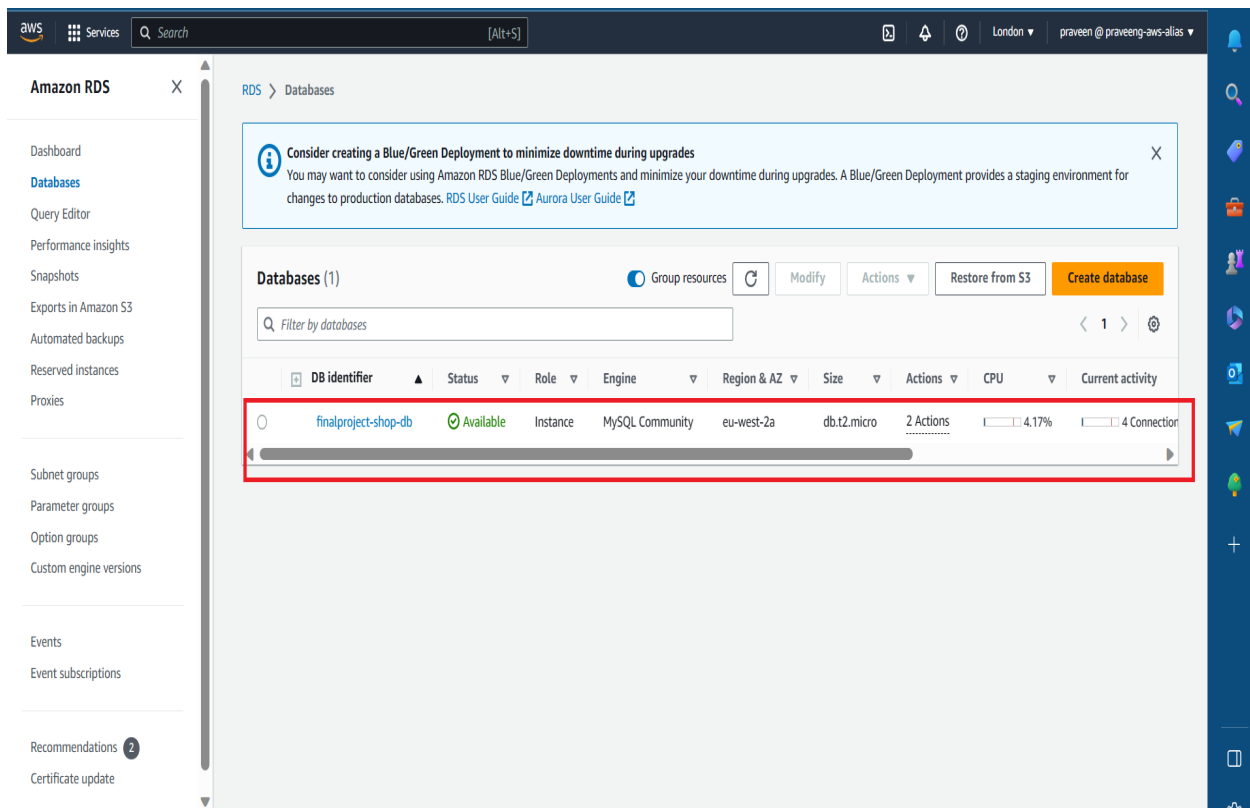 aws Services Search [Alt+S] London praveen @ praveeng-aws-alias
Amazon RDS
Dashboard
Databases
Query Editor
Performance insights
Snapshots
Exports in Amazon S3
Automated backups
Reserved instances
Proxies
Subnet groups
Parameter groups
Option groups
Custom engine versions
Events
Event subscriptions
Recommendations 2
Certificate update
RDS > Databases
Consider creating a Blue/Green Deployment to minimize downtime during upgrades
You may want to consider using Amazon RDS Blue/Green Deployments and minimize your downtime during upgrades. A Blue/Green Deployment provides a staging environment for
changes to production databases. RDS User Guide Aurora User Guide
Databases (1) Group resources Modify Actions Restore from S3 Create database
Filter by databases 1
DB identifier Status Role Engine Region & AZ Size Actions CPU Current activity
finalproject-shop-db Available Instance MySQL Community eu-west-2a db.t2.micro 2 Actions 4.17% 4 Connection